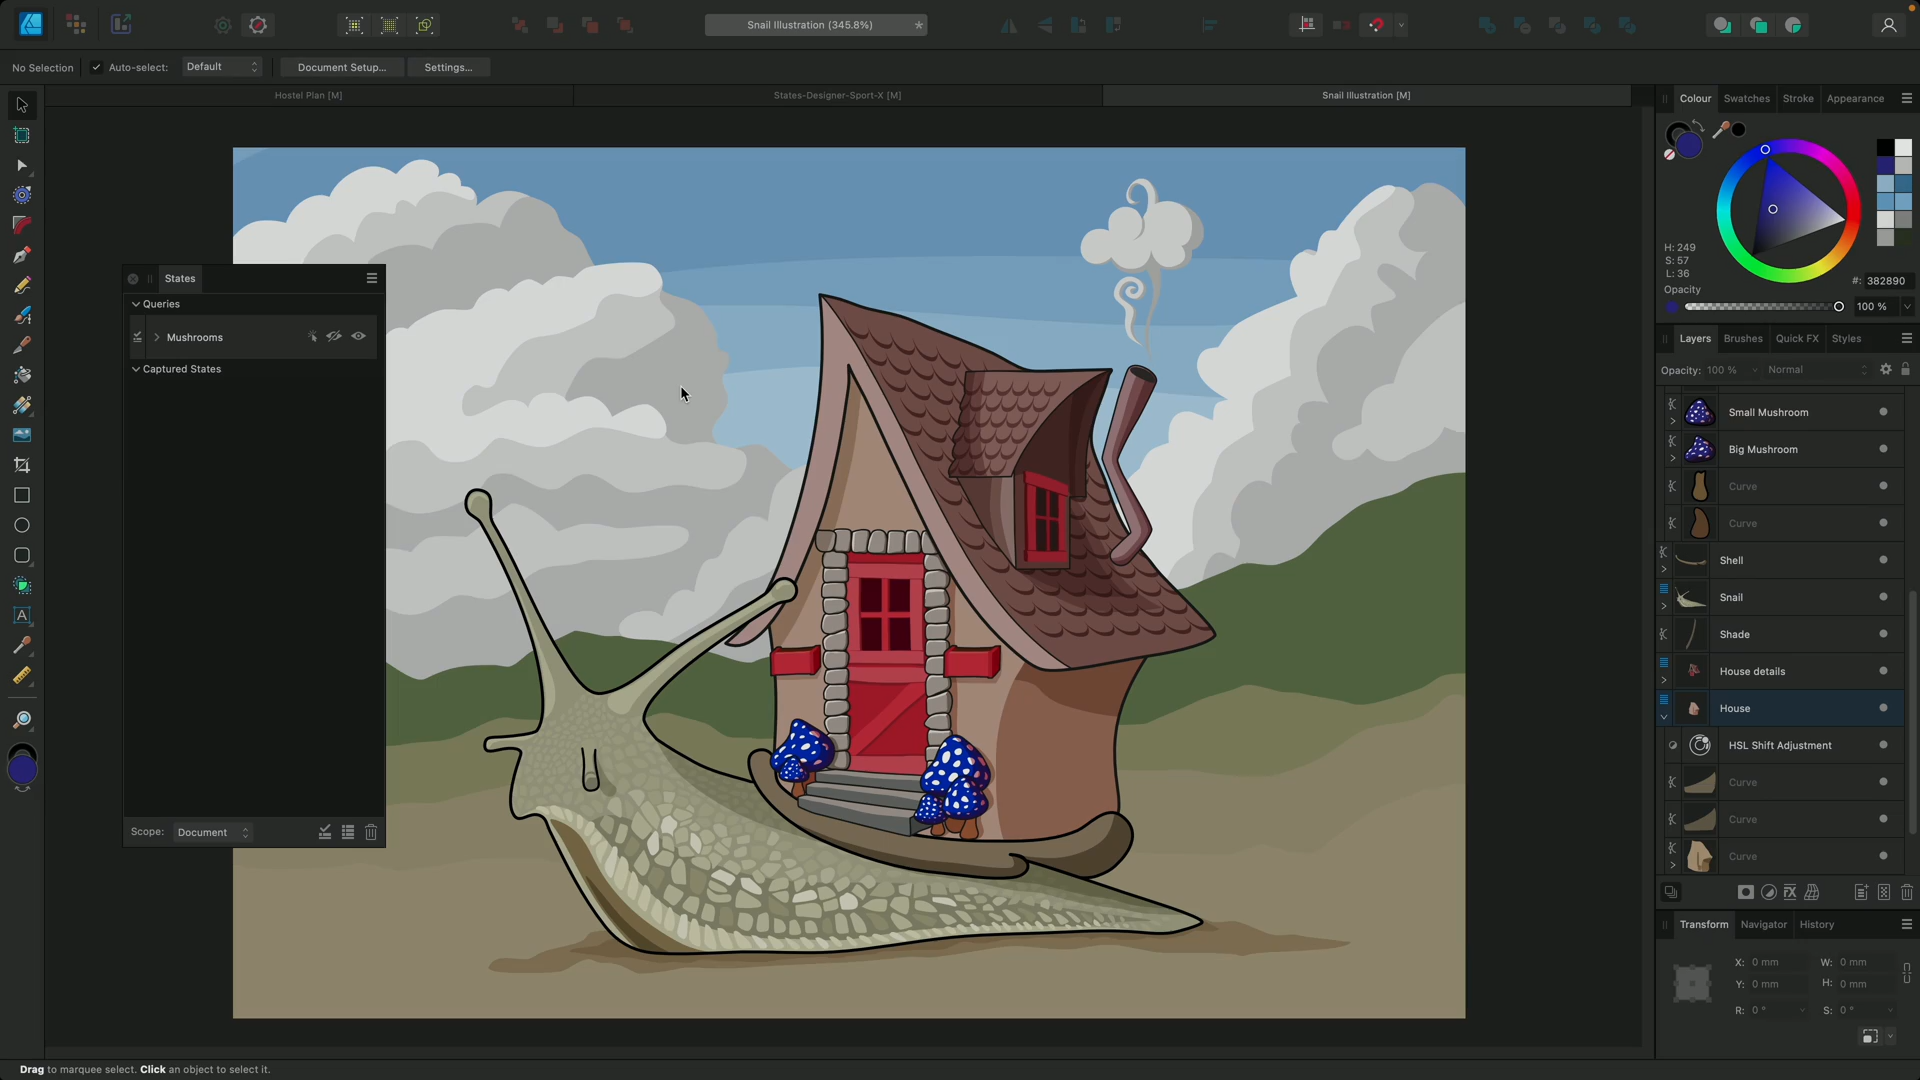 Snail Illustration (345.8%)
*
No Selection
Auto-select:
Default
Document Setup...
Settings...
Hostel Plan [M]
States-Designer-Sport-X [M]
Snail Illustration [M]
Colour
Swatches
Stroke
Appearance
H: 249
S: 57
L: 36
#: 382890
Opacity
100 %
States
Queries
Mushrooms
Captured States
Scope:
Document
Layers
Brushes
Quick FX
Styles
Opacity: 100 %
Normal
Small Mushroom
Big Mushroom
Curve
Curve
Shell
Snail
Shade
House details
House
HSL Shift Adjustment
Curve
Curve
Curve
FX
Transform
Navigator
History
X: 0 mm
W: 0 mm
Y: 0 mm
H: 0 mm
R: 0 °
S: 0 °
A
Drag to marquee select. Click an object to select it.